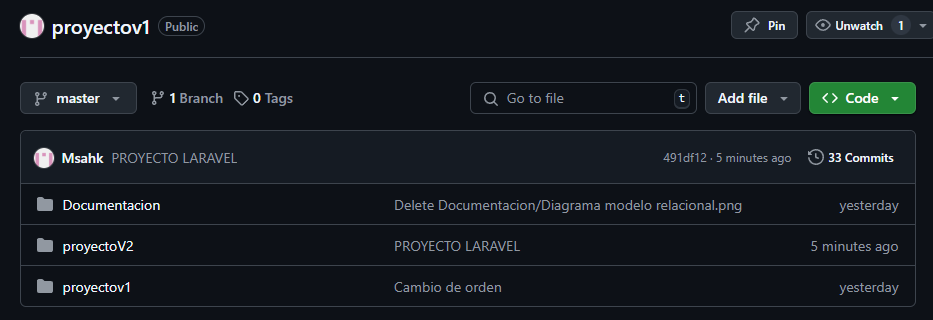 proyectov1 Public Pin Unwatch 1
master 1 Branch 0 Tags Go to file t Add file Code
Msahk PROYECTO LARAVEL 491df12 · 5 minutes ago 33 Commits
Documentacion Delete Documentacion/Diagrama modelo relacional.png yesterday
proyectoV2 PROYECTO LARAVEL 5 minutes ago
proyectov1 Cambio de orden yesterday